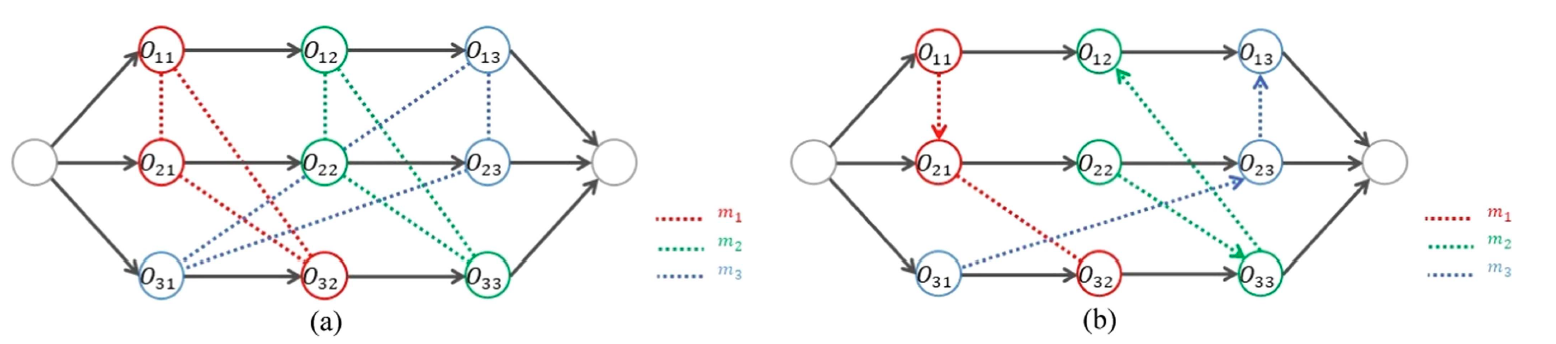 O₁₁ O₁₂ O₁₃
O₂₁ O₂₂ O₂₃
O₃₁ O₃₂ O₃₃
m₁
m₂
m₃
(a)
O₁₁ O₁₂ O₁₃
O₂₁ O₂₂ O₂₃
O₃₁ O₃₂ O₃₃
m₁
m₂
m₃
(b)